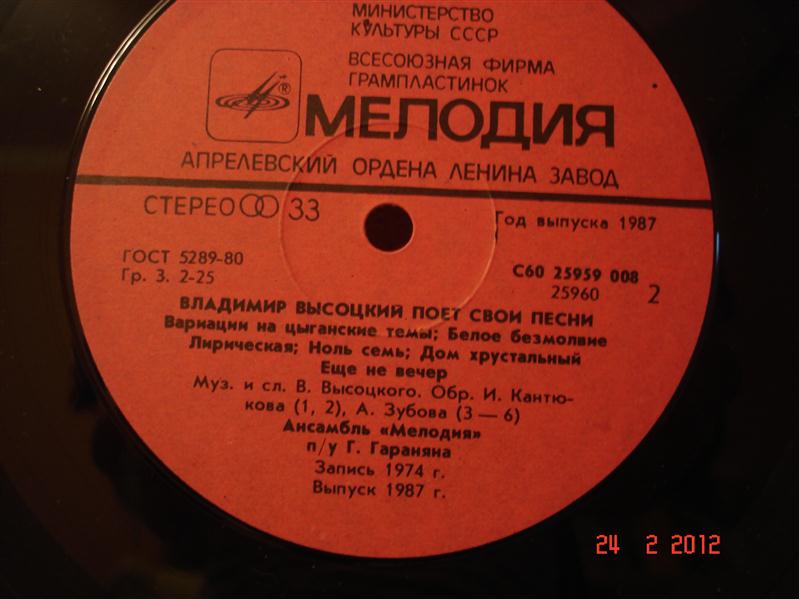 МИНИСТЕРСТВО
КУЛЬТУРЫ СССР
ВСЕСОЮЗНАЯ ФИРМА
ГРАМПЛАСТИНОК
®
МЕЛОДИЯ
АПРЕЛЕВСКИЙ ОРДЕНА ЛЕНИНА ЗАВОД
СТЕРЕО 33
Год выпуска 1987
ГОСТ 5289-80
Гр. 3. 2-25
С60 25959 008
25960
2
ВЛАДИМИР ВЫСОЦКИЙ ПОЕТ СВОИ ПЕСНИ
Вариации на цыганские темы; Белое безмолвие
Лирическая; Ноль семь; Дом хрустальный
Еще не вечер
Муз. и сл. В. Высоцкого. Обр. И. Кантю-
кова (1, 2), А. Зубова (3 — 6)
Ансамбль «Мелодия»
п/у Г. Гараняна
Запись 1974 г.
Выпуск 1987 г.
24 2 2012